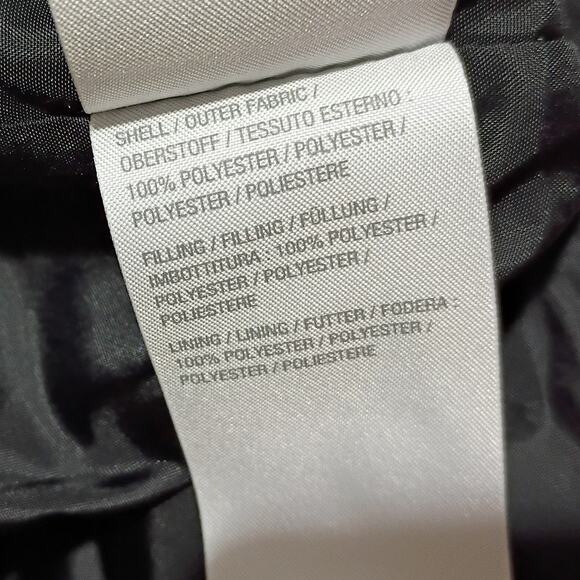 SHELL / OUTER FABRIC /
OBERSTOFF / TESSUTO ESTERNO :
100% POLYESTER / POLYESTER /
POLYESTER / POLIESTERE
FILLING / FILLING / FÜLLUNG /
IMBOTTITURA : 100% POLYESTER /
POLYESTER / POLYESTER /
POLIESTERE
LINING / LINING / FUTTER / FODERA :
100% POLYESTER / POLYESTER /
POLYESTER / POLIESTERE